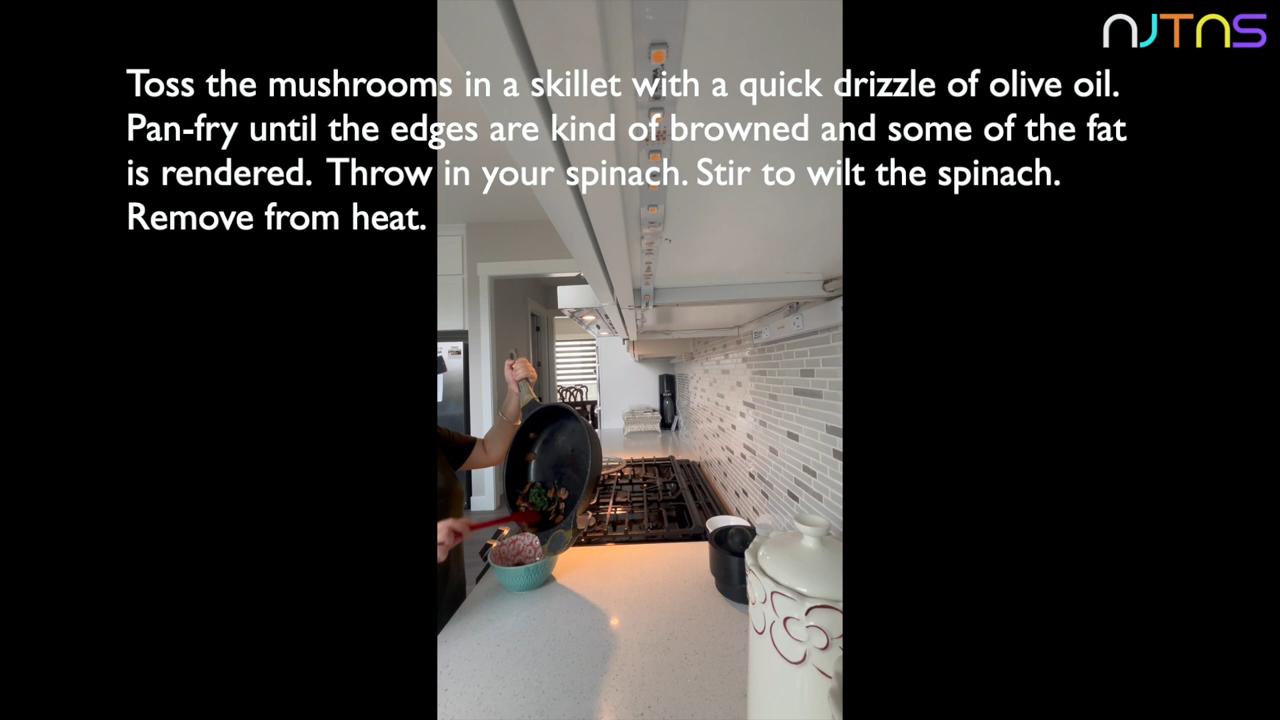 NJTNS
Toss the mushrooms in a skillet with a quick drizzle of olive oil.
Pan-fry until the edges are kind of browned and some of the fat
is rendered. Throw in your spinach. Stir to wilt the spinach.
Remove from heat.